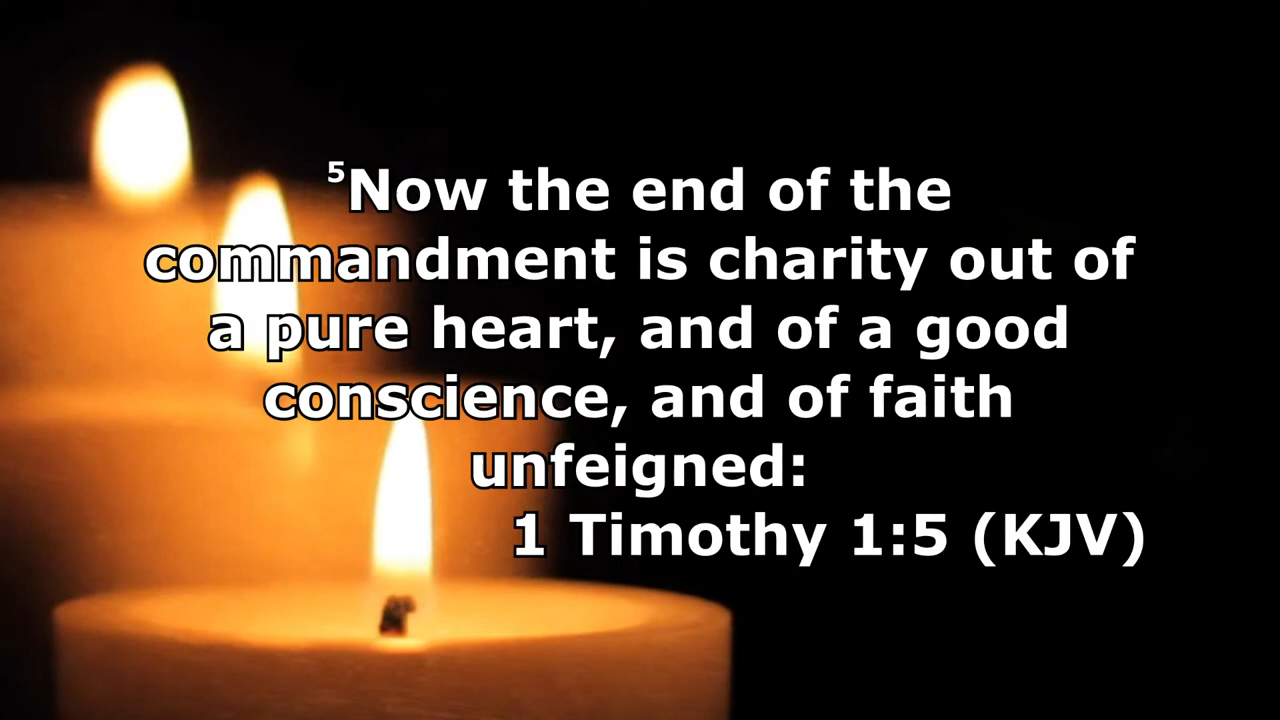 ⁵Now the end of the
commandment is charity out of
a pure heart, and of a good
conscience, and of faith
unfeigned:
1 Timothy 1:5 (KJV)